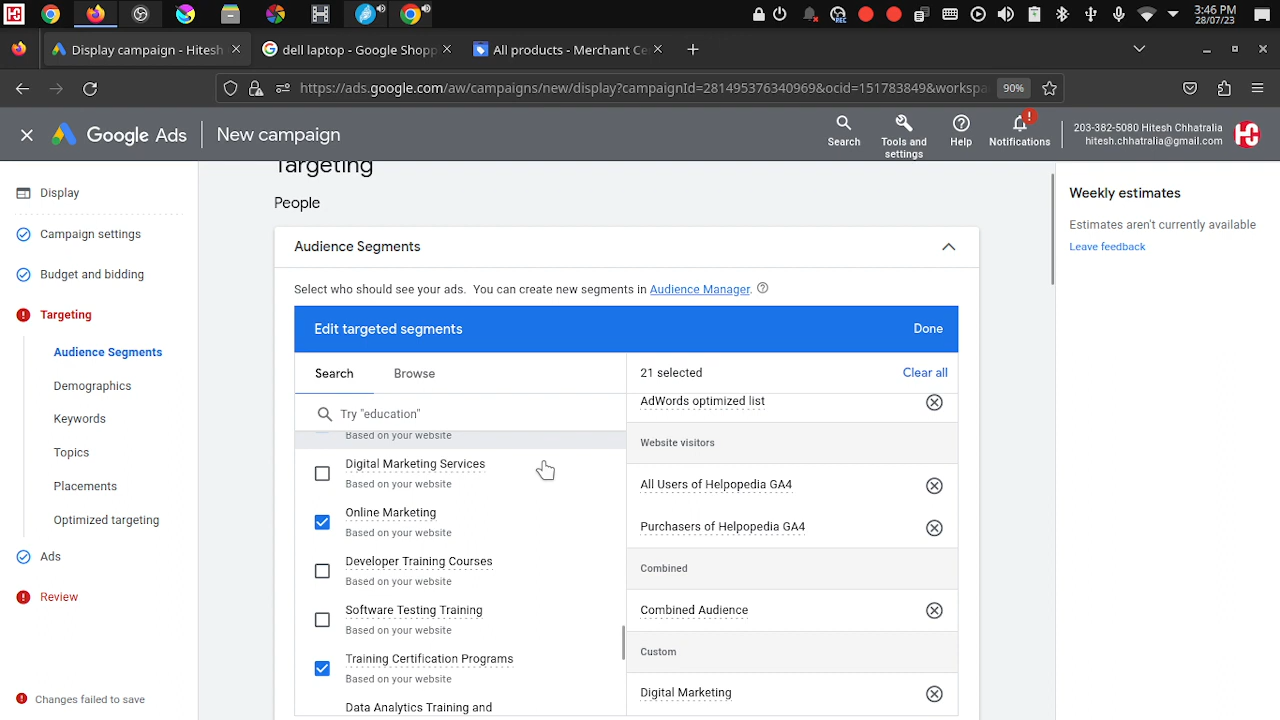 3:46 PM
28/07/23
Display campaign - Hitesh
dell laptop - Google Shopp
All products - Merchant Ce
https://ads.google.com/aw/campaigns/new/display?campaignId=281495376340969&ocid=151783849&workspa
90%
Google Ads
New campaign
Search
Tools and settings
Help
Notifications
203-382-5080 Hitesh Chhatralia
hitesh.chhatralia@gmail.com
Display
Campaign settings
Budget and bidding
Targeting
Audience Segments
Demographics
Keywords
Topics
Placements
Optimized targeting
Ads
Review
Changes failed to save
Targeting
People
Audience Segments
Select who should see your ads. You can create new segments in Audience Manager.
Edit targeted segments
Done
Search
Browse
Try "education"
Based on your website
Digital Marketing Services
Based on your website
Online Marketing
Based on your website
Developer Training Courses
Based on your website
Software Testing Training
Based on your website
Training Certification Programs
Based on your website
Data Analytics Training and
21 selected
Clear all
AdWords optimized list
Website visitors
All Users of Helpopedia GA4
Purchasers of Helpopedia GA4
Combined
Combined Audience
Custom
Digital Marketing
Weekly estimates
Estimates aren't currently available
Leave feedback